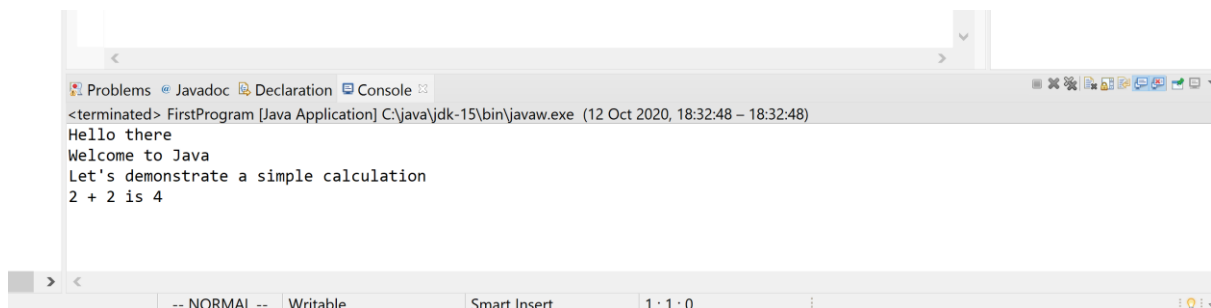 Problems @ Javadoc Declaration Console
<terminated> FirstProgram [Java Application] C:\java\jdk-15\bin\javaw.exe (12 Oct 2020, 18:32:48 – 18:32:48)
Hello there
Welcome to Java
Let's demonstrate a simple calculation
2 + 2 is 4
-- NORMAL -- Writable Smart Insert 1 : 1 : 0